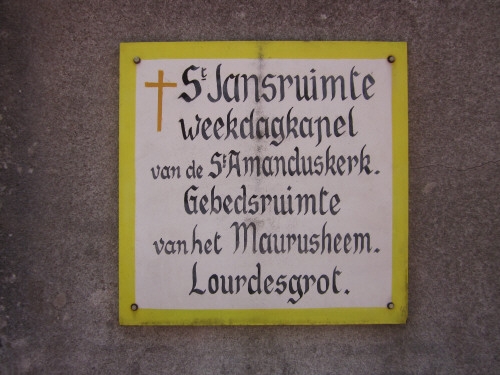 St Jansruimte
weekdagkapel
van de St Amanduskerk.
Gebedsruimte
van het Maurusheem.
Lourdesgrot.